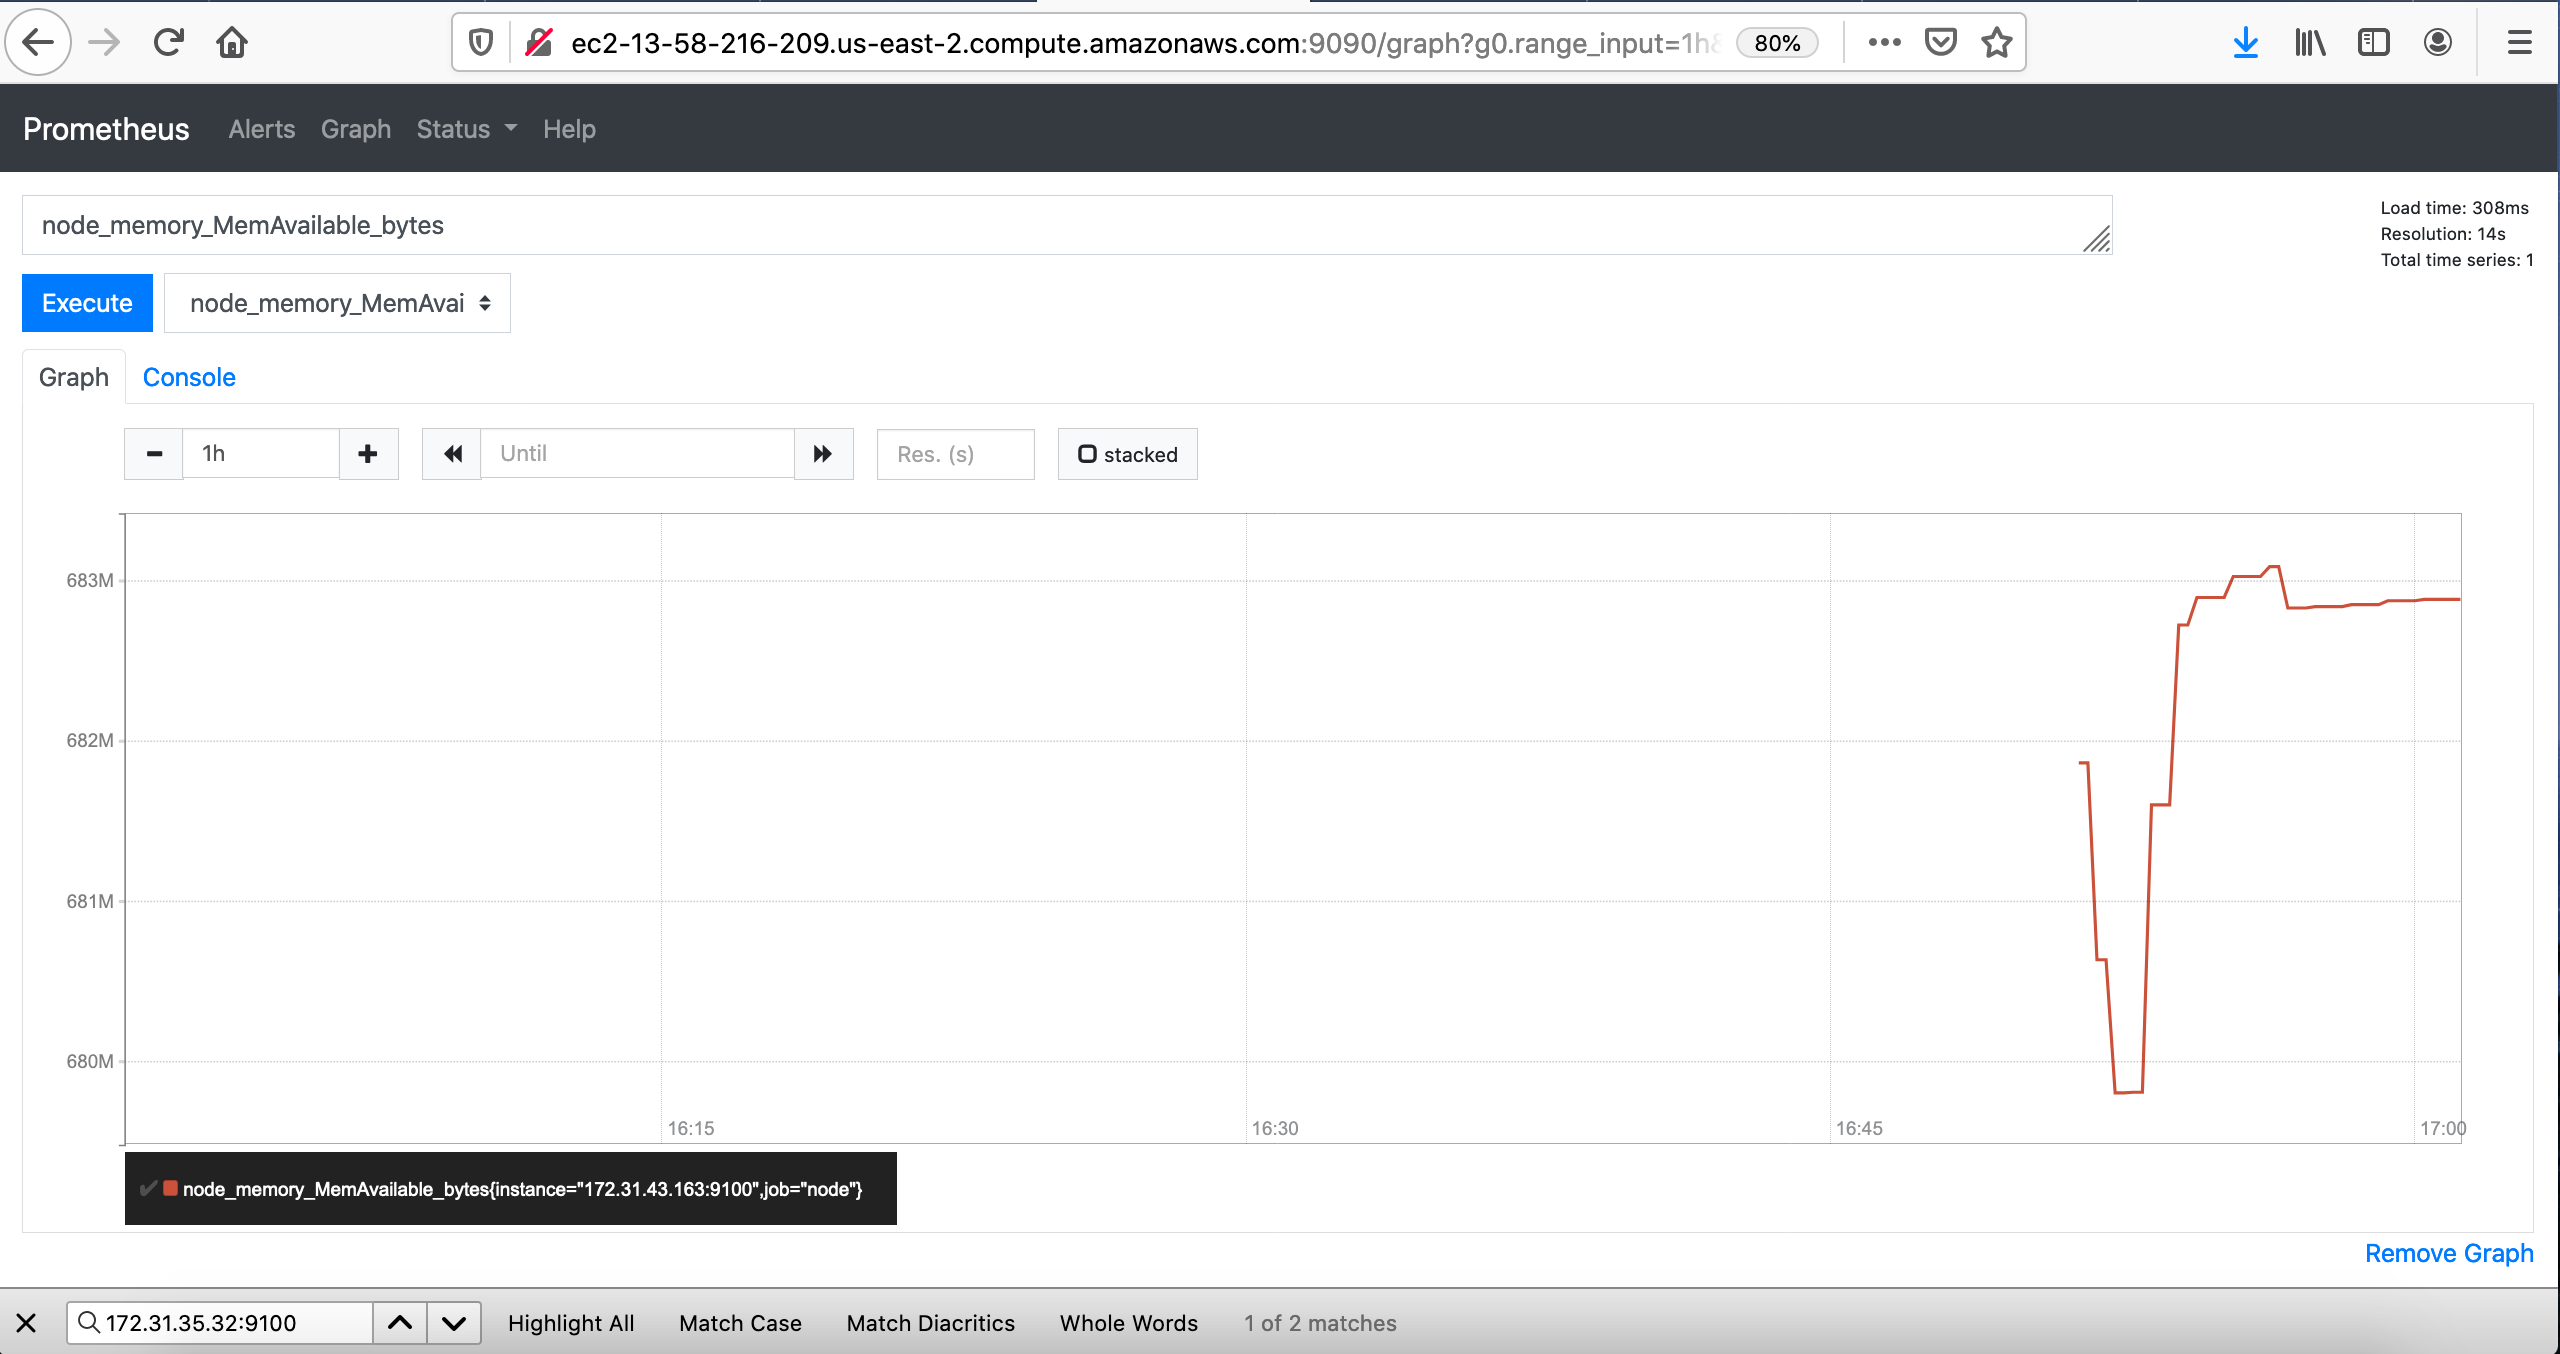 ec2-13-58-216-209.us-east-2.compute.amazonaws.com:9090/graph?g0.range_input=1h 80%
Prometheus Alerts Graph Status Help
node_memory_MemAvailable_bytes
Load time: 308ms
Resolution: 14s
Total time series: 1
Execute node_memory_MemAvai
Graph Console
1h Until Res. (s) stacked
683M
682M
681M
680M
16:15 16:30 16:45 17:00
node_memory_MemAvailable_bytes{instance="172.31.43.163:9100",job="node"}
Remove Graph
172.31.35.32:9100 Highlight All Match Case Match Diacritics Whole Words 1 of 2 matches